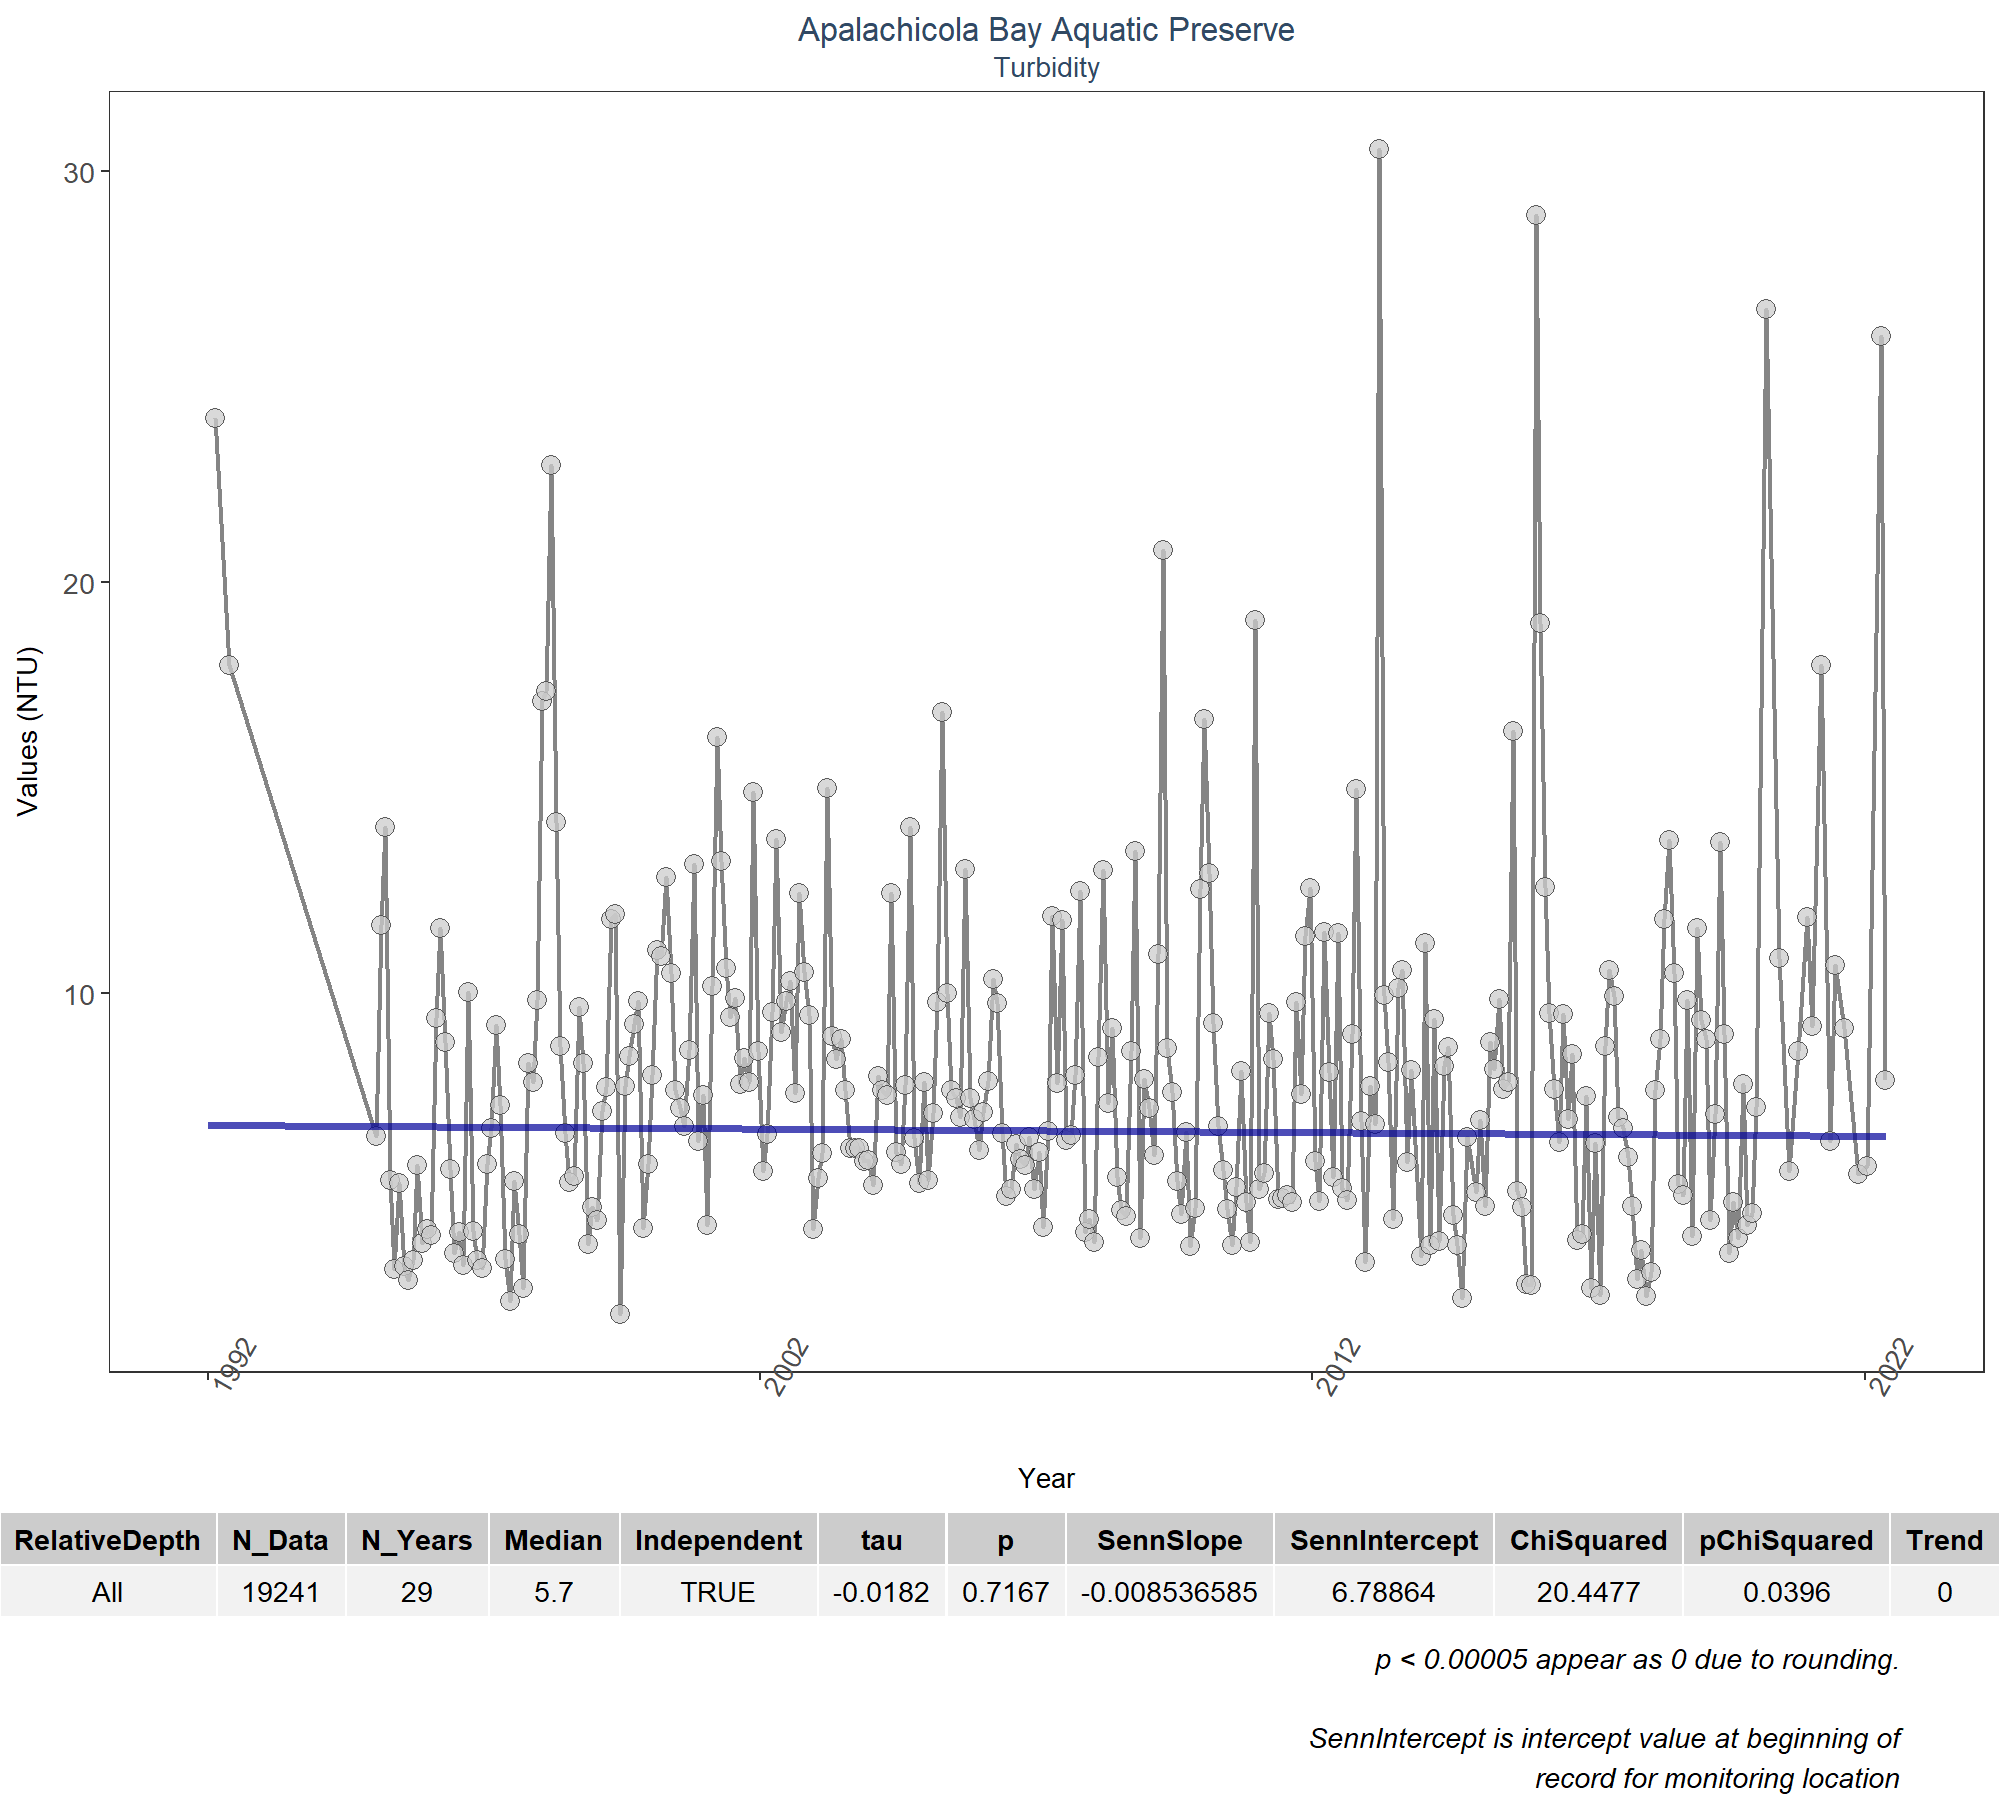 Apalachicola Bay Aquatic Preserve
Turbidity
30
20
10
Values (NTU)
1992
2002
2012
2022
Year
RelativeDepth N_Data N_Years Median Independent tau p SennSlope SennIntercept ChiSquared pChiSquared Trend
All 19241 29 5.7 TRUE -0.0182 0.7167 -0.008536585 6.78864 20.4477 0.0396 0
p < 0.00005 appear as 0 due to rounding.
SennIntercept is intercept value at beginning of
record for monitoring location